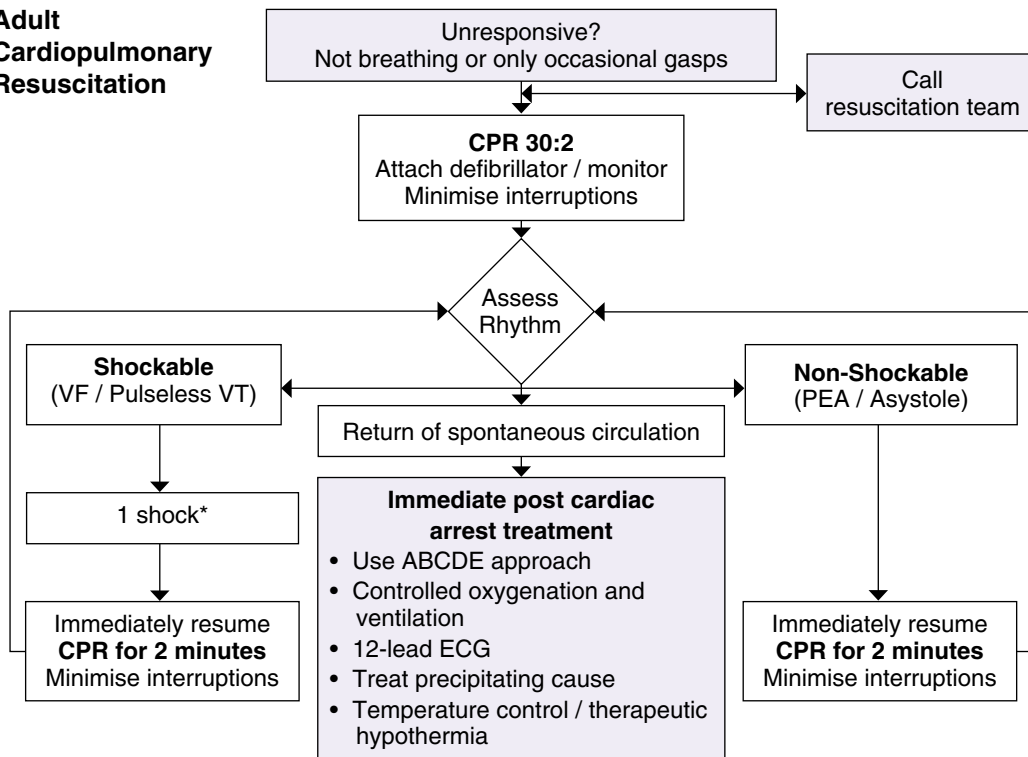 Adult
Cardiopulmonary
Resuscitation
Unresponsive?
Not breathing or only occasional gasps
Call
resuscitation team
CPR 30:2
Attach defibrillator / monitor
Minimise interruptions
Assess
Rhythm
Shockable
(VF / Pulseless VT)
Non-Shockable
(PEA / Asystole)
Return of spontaneous circulation
1 shock*
Immediate post cardiac
arrest treatment
• Use ABCDE approach
• Controlled oxygenation and
ventilation
• 12-lead ECG
• Treat precipitating cause
• Temperature control / therapeutic
hypothermia
Immediately resume
CPR for 2 minutes
Minimise interruptions
Immediately resume
CPR for 2 minutes
Minimise interruptions